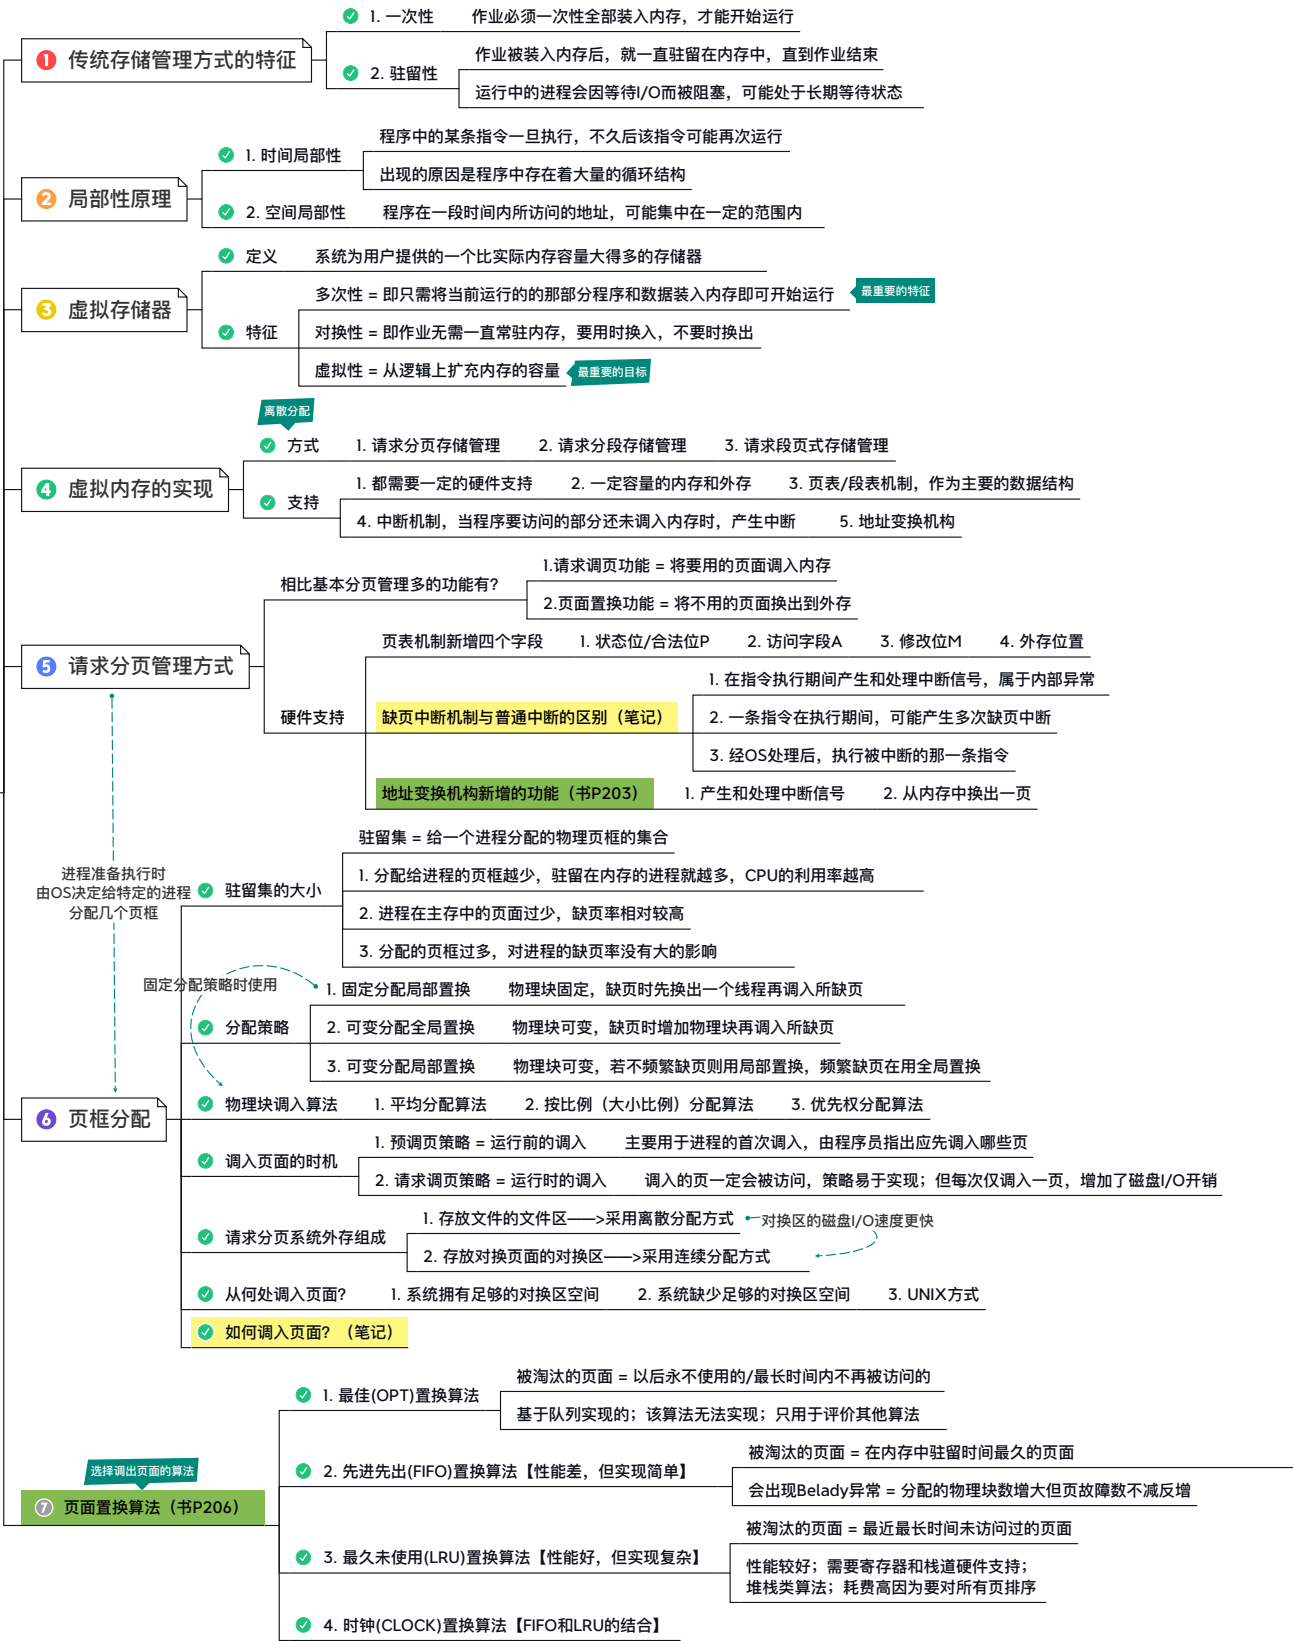 1 传统存储管理方式的特征
1. 一次性
作业必须一次性全部装入内存，才能开始运行
2. 驻留性
作业被装入内存后，就一直驻留在内存中，直到作业结束
运行中的进程会因等待I/O而被阻塞，可能处于长期等待状态
2 局部性原理
1. 时间局部性
程序中的某条指令一旦执行，不久后该指令可能再次运行
出现的原因是程序中存在着大量的循环结构
2. 空间局部性
程序在一段时间内所访问的地址，可能集中在一定的范围内
3 虚拟存储器
定义
系统为用户提供的一个比实际内存容量大得多的存储器
特征
多次性 = 即只需将当前运行的的那部分程序和数据装入内存即可开始运行
最重要的特征
对换性 = 即作业无需一直常驻内存，要用时换入，不要时换出
虚拟性 = 从逻辑上扩充内存的容量
最重要的目标
4 虚拟内存的实现
离散分配
方式
1. 请求分页存储管理
2. 请求分段存储管理
3. 请求段页式存储管理
支持
1. 都需要一定的硬件支持
2. 一定容量的内存和外存
3. 页表/段表机制，作为主要的数据结构
4. 中断机制，当程序要访问的部分还未调入内存时，产生中断
5. 地址变换机构
5 请求分页管理方式
相比基本分页管理多的功能有?
1.请求调页功能 = 将要用的页面调入内存
2.页面置换功能 = 将不用的页面换出到外存
硬件支持
页表机制新增四个字段
1. 状态位/合法位P
2. 访问字段A
3. 修改位M
4. 外存位置
缺页中断机制与普通中断的区别（笔记）
1. 在指令执行期间产生和处理中断信号，属于内部异常
2. 一条指令在执行期间，可能产生多次缺页中断
3. 经OS处理后，执行被中断的那一条指令
地址变换机构新增的功能（书P203）
1. 产生和处理中断信号
2. 从内存中换出一页
进程准备执行时
由OS决定给特定的进程
分配几个页框
6 页框分配
驻留集的大小
驻留集 = 给一个进程分配的物理页框的集合
1. 分配给进程的页框越少，驻留在内存的进程就越多，CPU的利用率越高
2. 进程在主存中的页面过少，缺页率相对较高
3. 分配的页框过多，对进程的缺页率没有大的影响
固定分配策略时使用
分配策略
1. 固定分配局部置换
物理块固定，缺页时先换出一个线程再调入所缺页
2. 可变分配全局置换
物理块可变，缺页时增加物理块再调入所缺页
3. 可变分配局部置换
物理块可变，若不频繁缺页则用局部置换，频繁缺页在用全局置换
物理块调入算法
1. 平均分配算法
2. 按比例（大小比例）分配算法
3. 优先权分配算法
调入页面的时机
1. 预调页策略 = 运行前的调入
主要用于进程的首次调入，由程序员指出应先调入哪些页
2. 请求调页策略 = 运行时的调入
调入的页一定会被访问，策略易于实现；但每次仅调入一页，增加了磁盘I/O开销
请求分页系统外存组成
1. 存放文件的文件区——>采用离散分配方式
2. 存放对换页面的对换区——>采用连续分配方式
对换区的磁盘I/O速度更快
从何处调入页面?
1. 系统拥有足够的对换区空间
2. 系统缺少足够的对换区空间
3. UNIX方式
如何调入页面? （笔记）
选择调出页面的算法
7 页面置换算法（书P206）
1. 最佳(OPT)置换算法
被淘汰的页面 = 以后永不使用的/最长时间内不再被访问的
基于队列实现的；该算法无法实现；只用于评价其他算法
2. 先进先出(FIFO)置换算法【性能差，但实现简单】
被淘汰的页面 = 在内存中驻留时间最久的页面
会出现Belady异常 = 分配的物理块数增大但页故障数不减反增
3. 最久未使用(LRU)置换算法【性能好，但实现复杂】
被淘汰的页面 = 最近最长时间未访问过的页面
性能较好；需要寄存器和栈道硬件支持；
堆栈类算法；耗费高因为要对所有页排序
4. 时钟(CLOCK)置换算法【FIFO和LRU的结合】